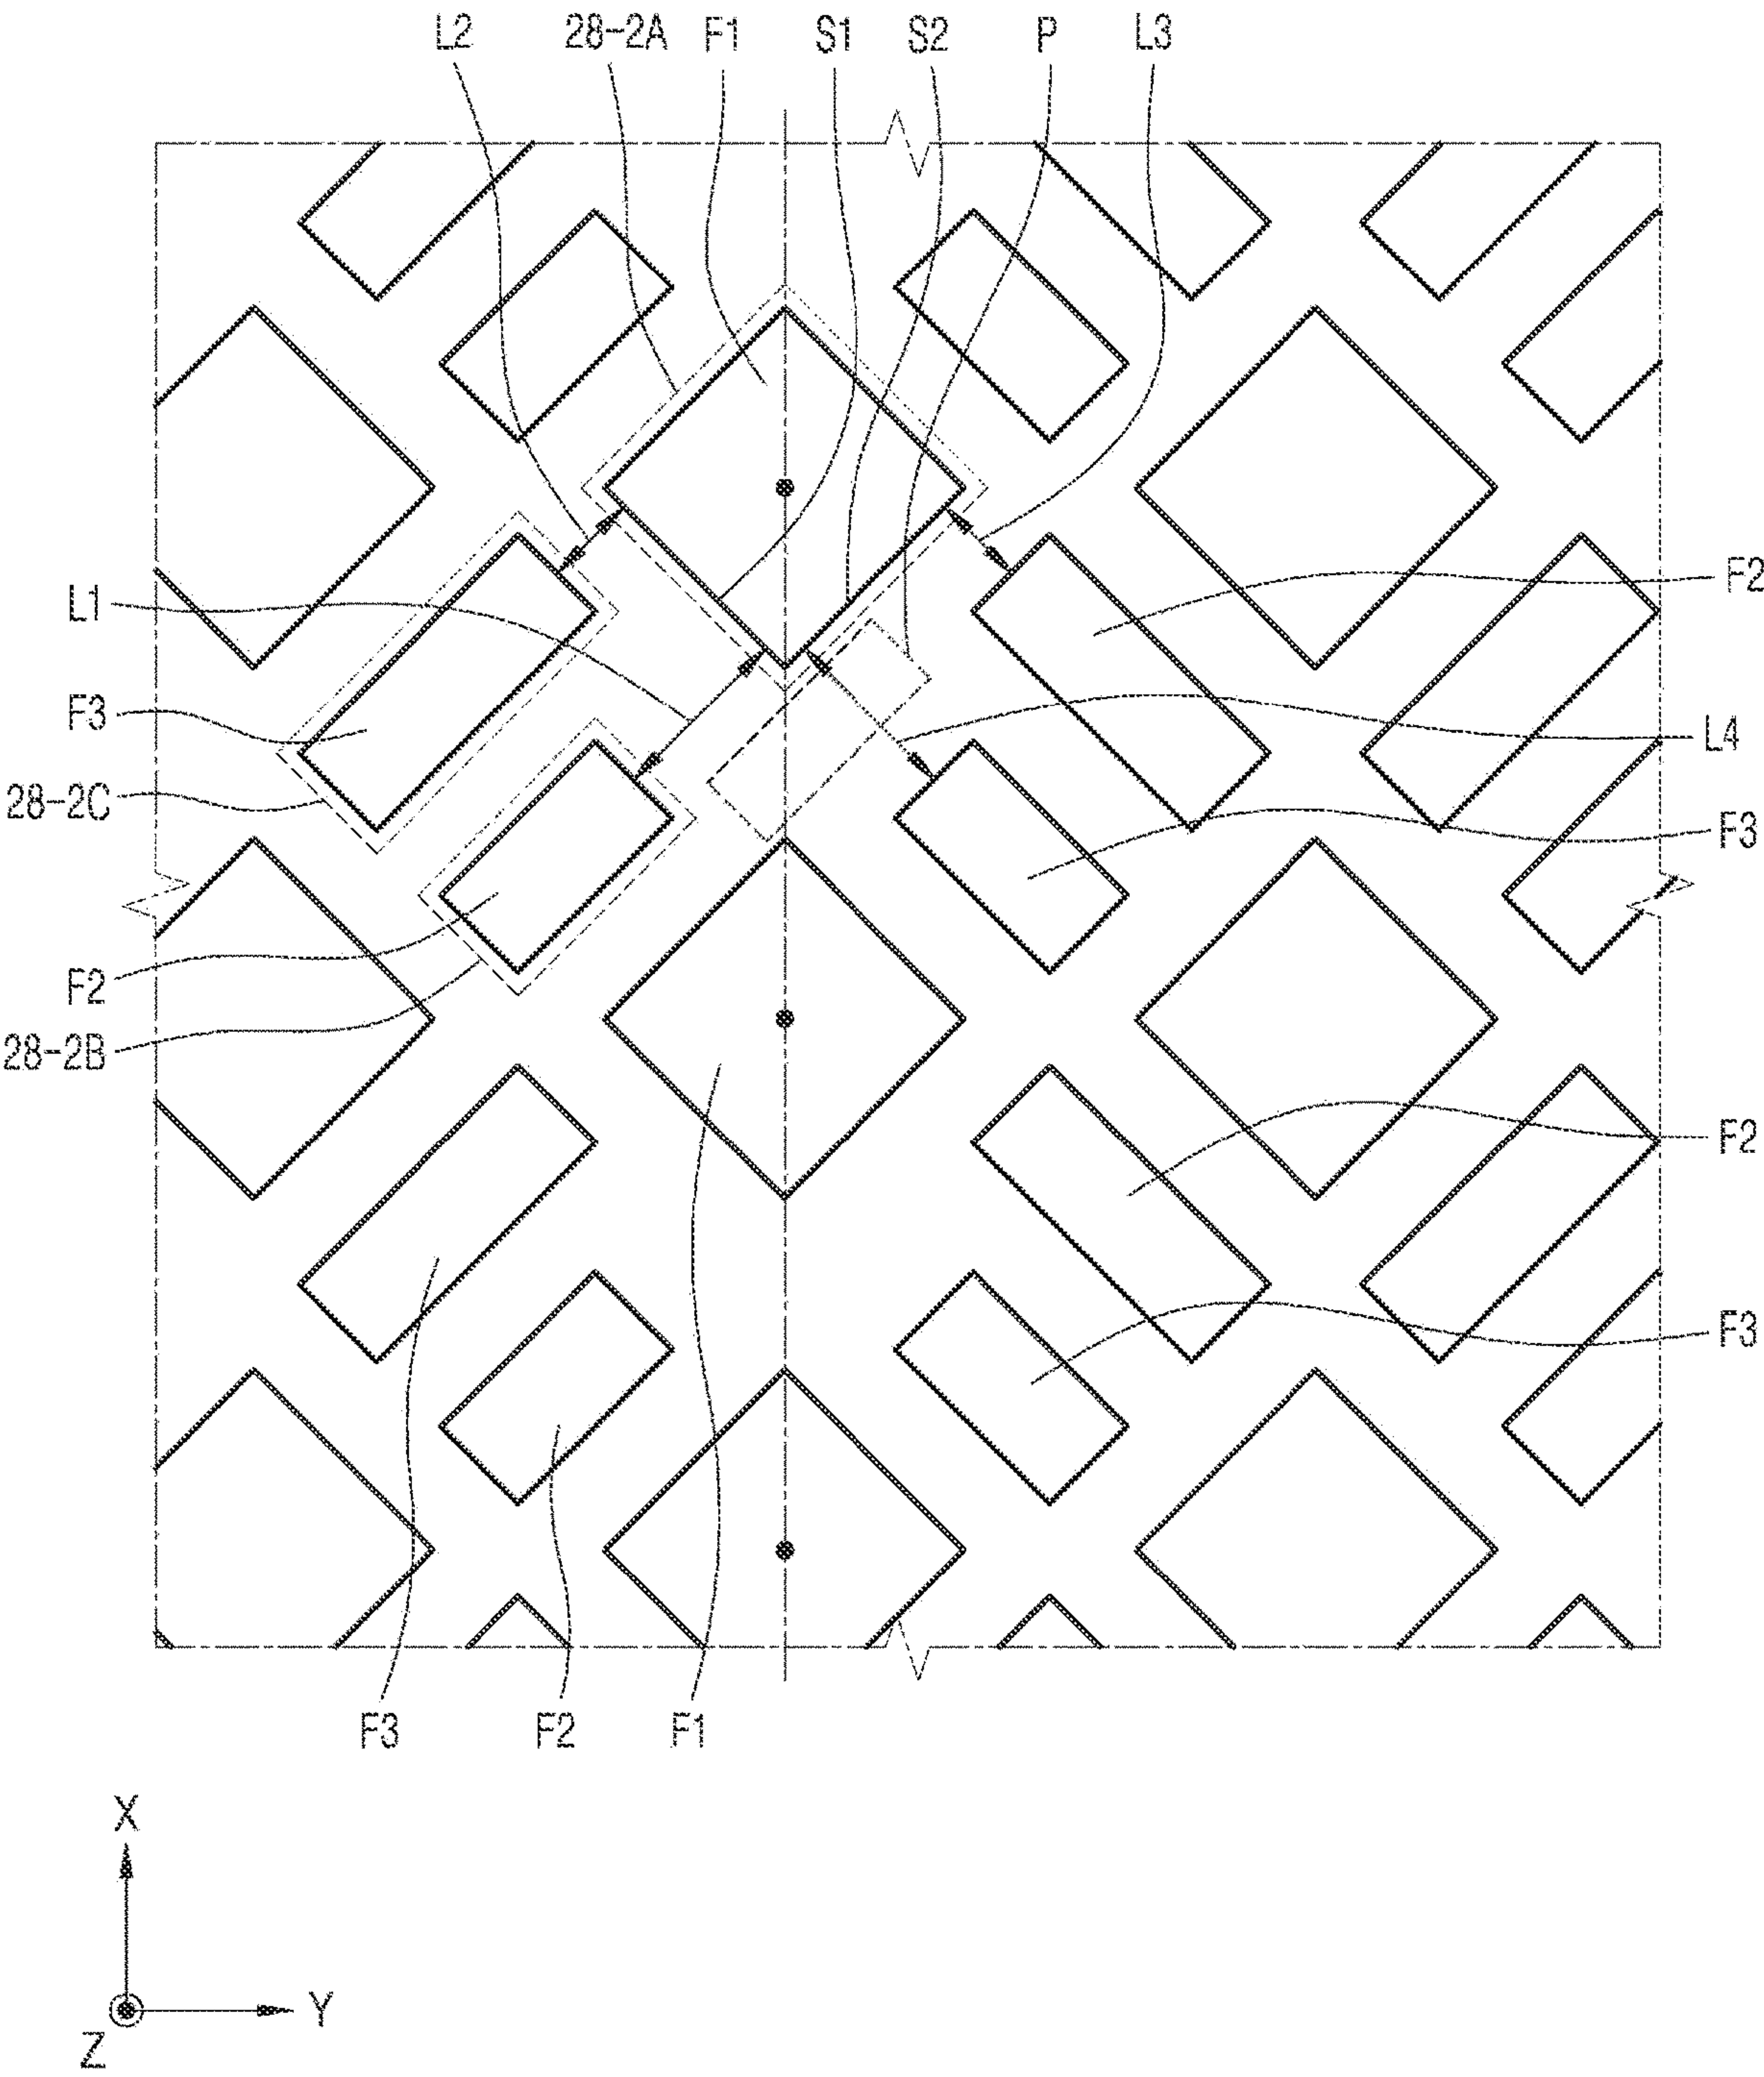 L2 28-2A F1 S1 S2 P L3
F2
L1
F3
L4
28-2C
F3
F2
28-2B
F2
F3
F3 F2 F1
X
Y
Z